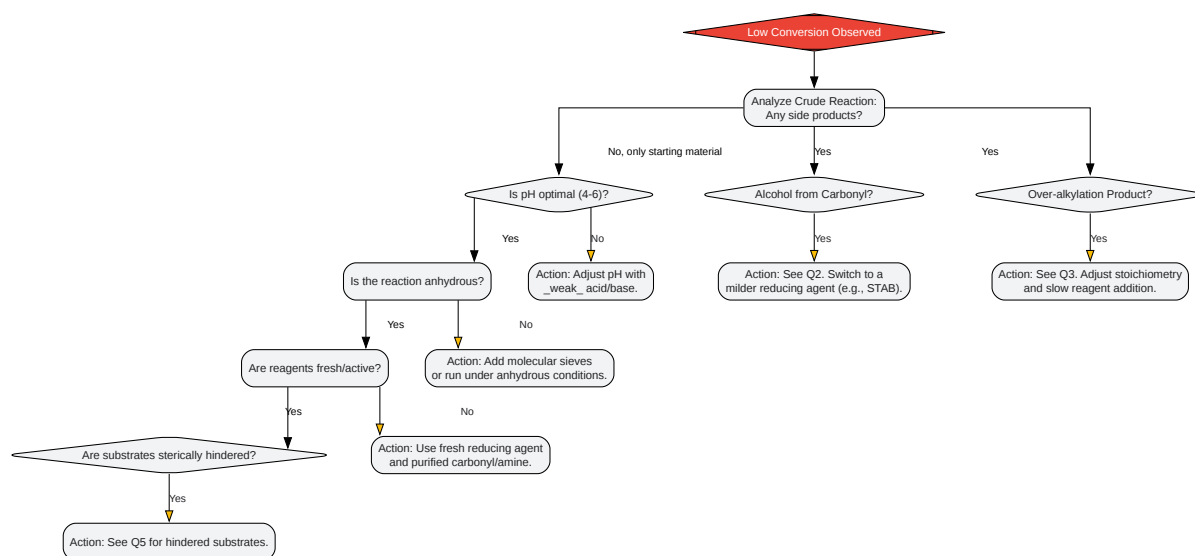 Low Conversion Observed
Analyze Crude Reaction:
Any side products?
No, only starting material
Yes
Yes
Is pH optimal (4-6)?
Alcohol from Carbonyl?
Over-alkylation Product?
Yes
No
Yes
Yes
Is the reaction anhydrous?
Action: Adjust pH with
_weak_ acid/base.
Action: See Q2. Switch to a
milder reducing agent (e.g., STAB).
Action: See Q3. Adjust stoichiometry
and slow reagent addition.
Yes
No
Are reagents fresh/active?
Action: Add molecular sieves
or run under anhydrous conditions.
Yes
No
Are substrates sterically hindered?
Action: Use fresh reducing agent
and purified carbonyl/amine.
Yes
Action: See Q5 for hindered substrates.